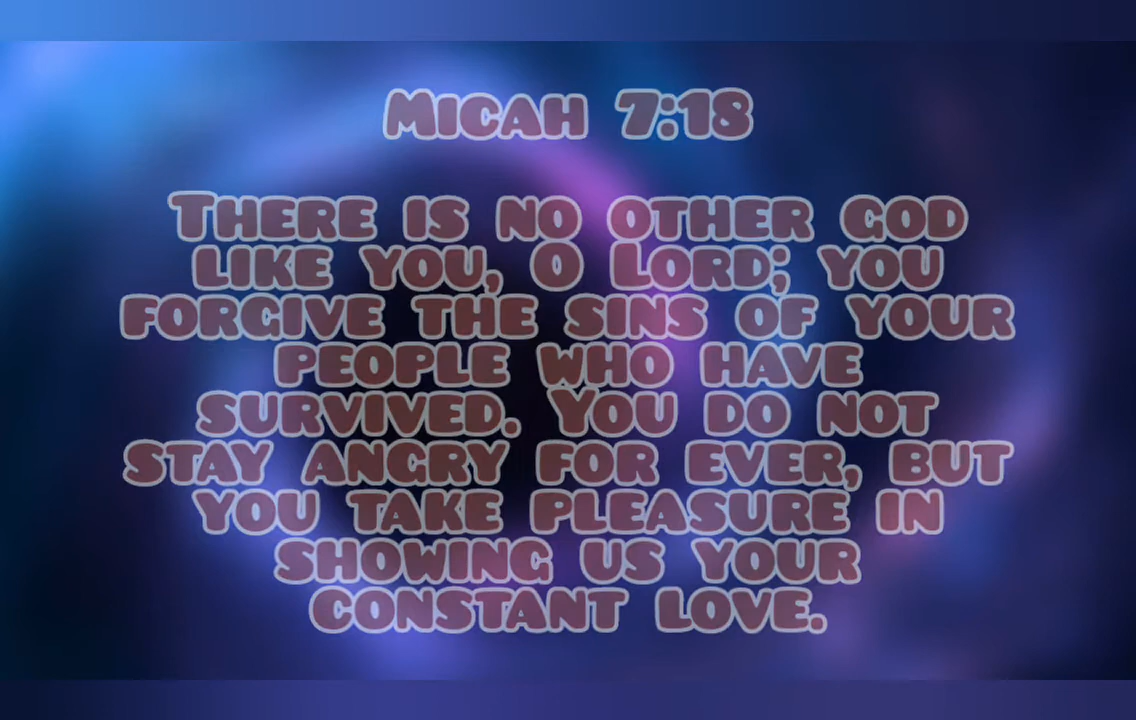 Micah 7:18
There is no other god
like you, O Lord; you
forgive the sins of your
people who have
survived. You do not
stay angry for ever, but
you take pleasure in
showing us your
constant love.